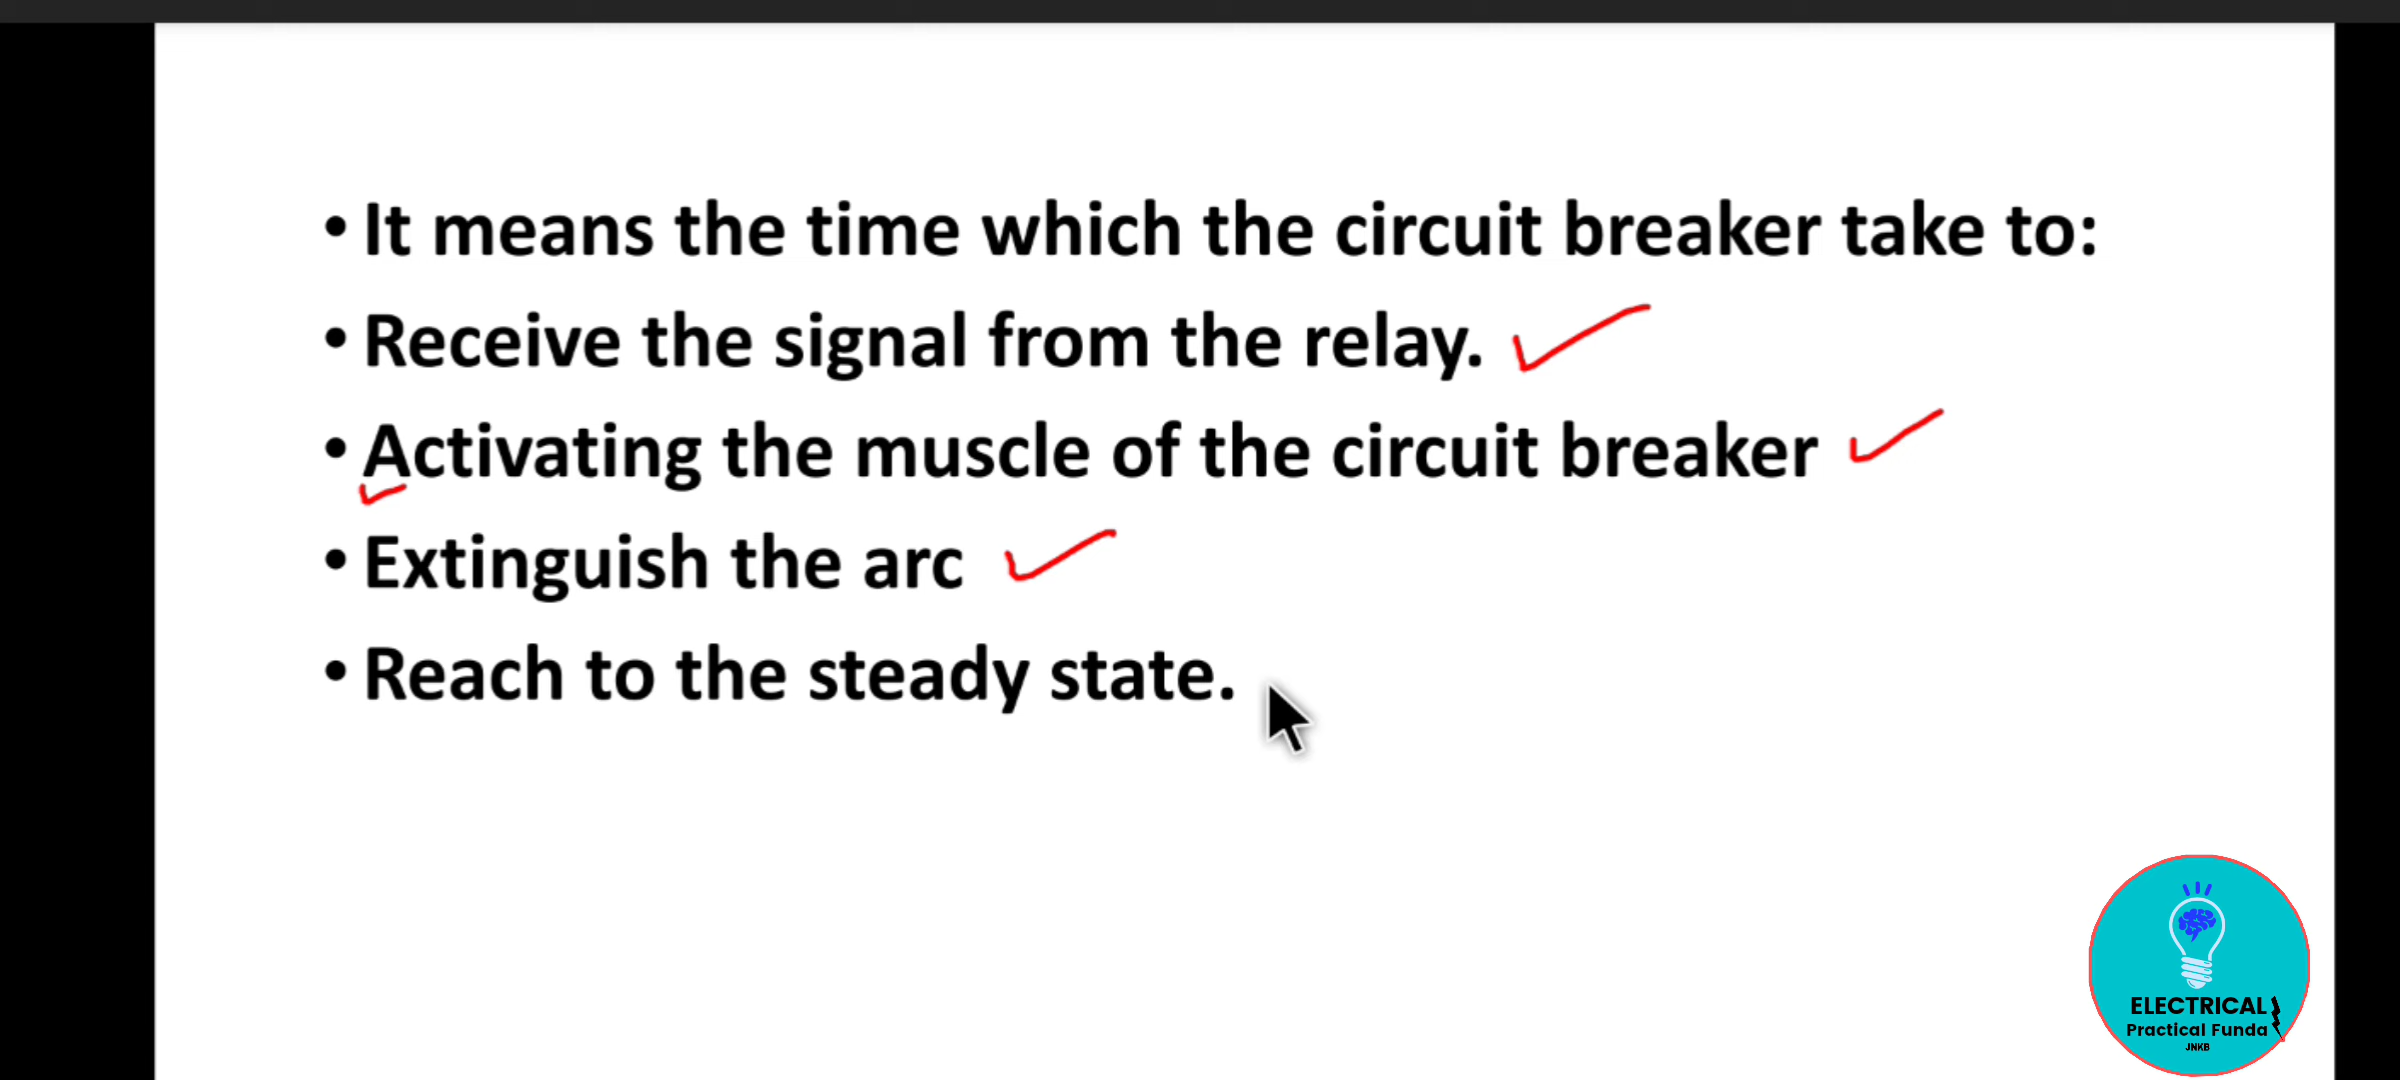 • It means the time which the circuit breaker take to:
• Receive the signal from the relay.
• Activating the muscle of the circuit breaker
• Extinguish the arc
• Reach to the steady state.
ELECTRICAL
Practical Funda
JNKB